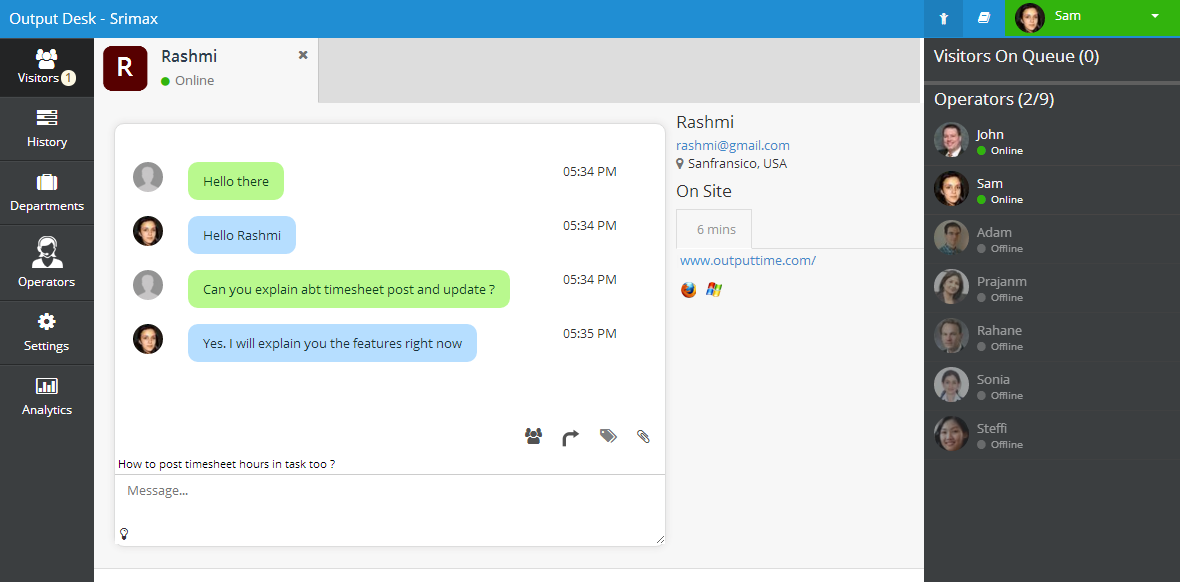 Output Desk - Srimax
Sam
Visitors 1
History
Departments
Operators
Settings
Analytics
R
Rashmi
Online
Hello there
05:34 PM
Hello Rashmi
05:34 PM
Can you explain abt timesheet post and update ?
05:34 PM
Yes. I will explain you the features right now
05:35 PM
How to post timesheet hours in task too ?
Message...
Rashmi
rashmi@gmail.com
Sanfransico, USA
On Site
6 mins
www.outputtime.com/
Visitors On Queue (0)
Operators (2/9)
John
Online
Sam
Online
Adam
Offline
Prajanm
Offline
Rahane
Offline
Sonia
Offline
Steffi
Offline